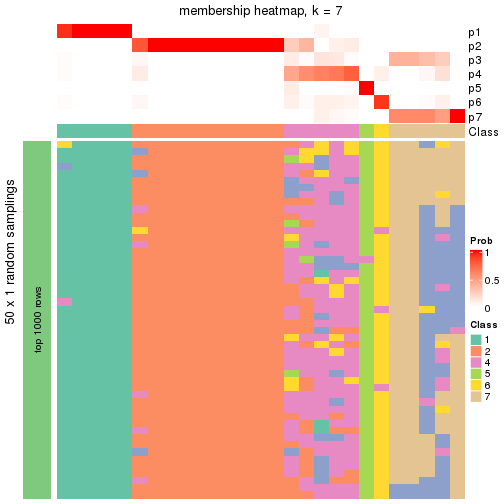 membership heatmap, k = 7
p1
p2
p3
p4
p5
p6
p7
Class
50 x 1 random samplings
top 1000 rows
Prob
1
0.5
0
Class
1
2
4
5
6
7